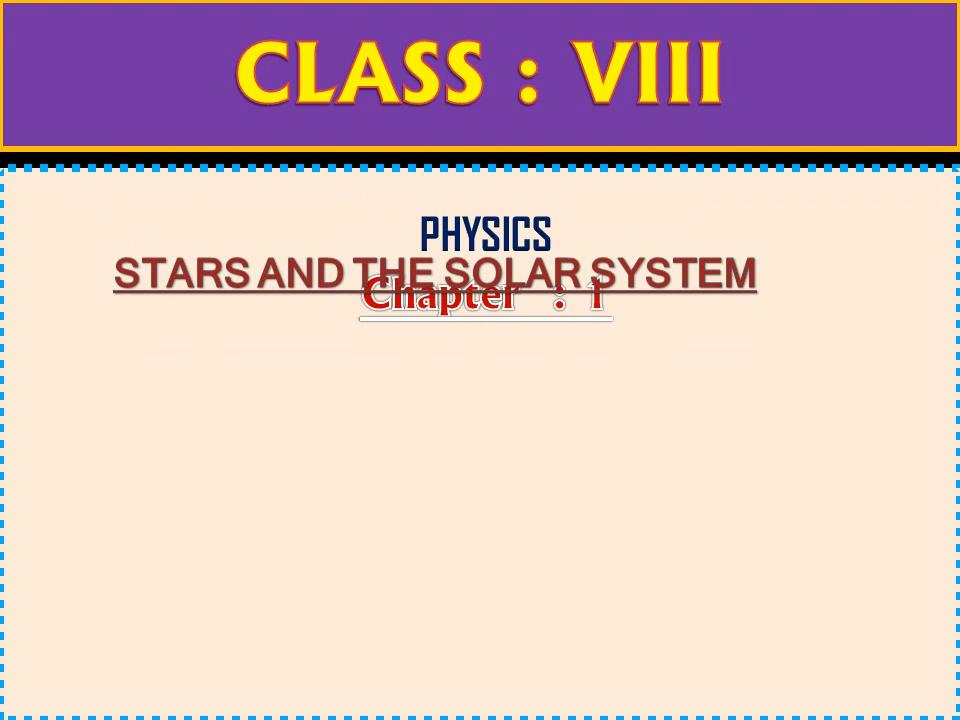 CLASS : VIII
PHYSICS
STARS AND THE SOLAR SYSTEM
Chapter : 1